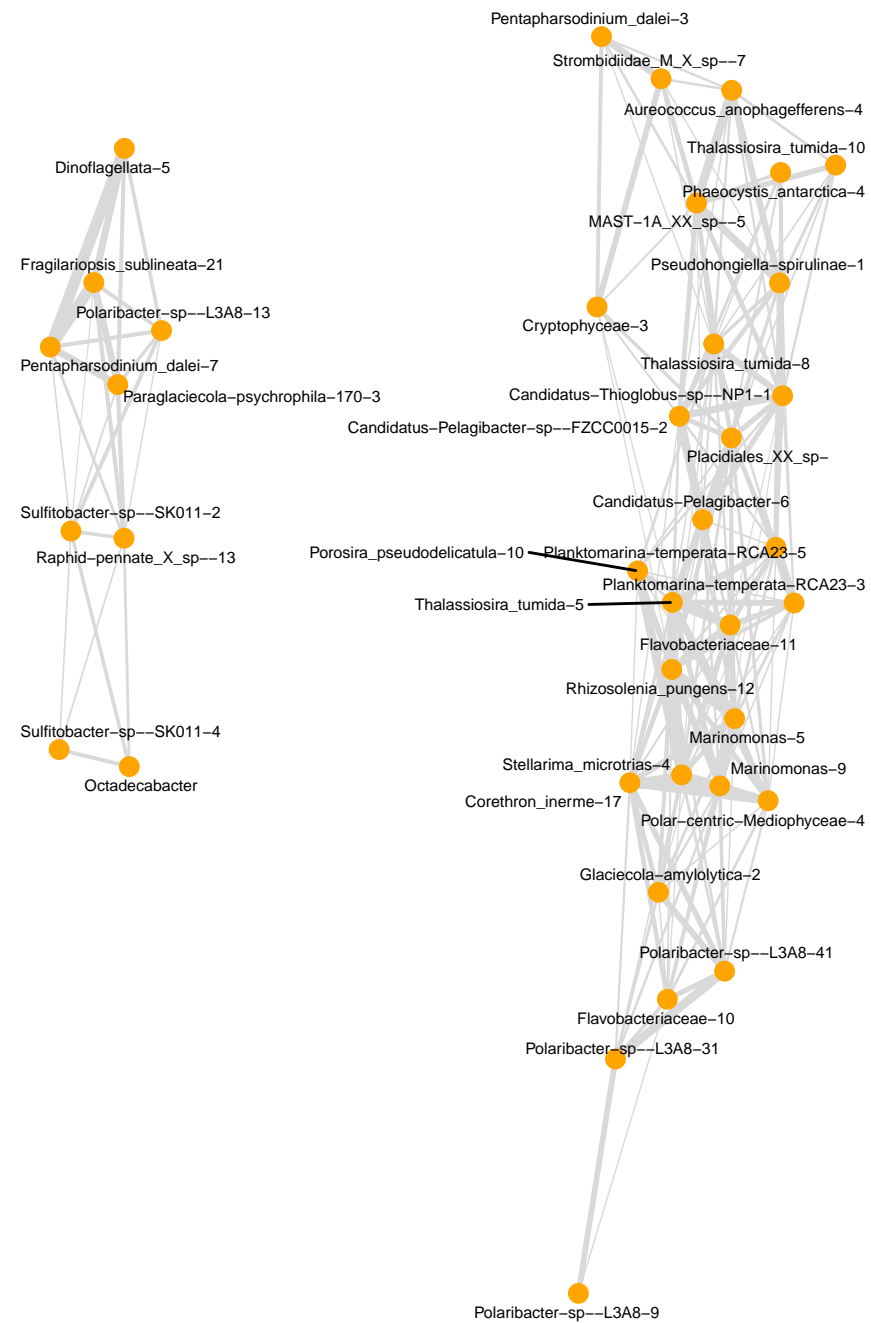 Pentapharsodinium_dalei−3
Strombidiidae_M_X_sp−−7
Aureococcus_anophagefferens−4
Thalassiosira_tumida−10
Dinoflagellata−5
Phaeocystis_antarctica−4
MAST−1A_XX_sp−−5
Fragilariopsis_sublineata−21
Pseudohongiella−spirulinae−1
Polaribacter−sp−−L3A8−13
Cryptophyceae−3
Pentapharsodinium_dalei−7
Thalassiosira_tumida−8
Paraglaciecola−psychrophila−170−3
Candidatus−Thioglobus−sp−−NP1−1
Candidatus−Pelagibacter−sp−−FZCC0015−2
Placidiales_XX_sp−
Candidatus−Pelagibacter−6
Sulfitobacter−sp−−SK011−2
Porosira_pseudodelicatula−10
Planktomarina−temperata−RCA23−5
Raphid−pennate_X_sp−−13
Planktomarina−temperata−RCA23−3
Thalassiosira_tumida−5
Flavobacteriaceae−11
Rhizosolenia_pungens−12
Sulfitobacter−sp−−SK011−4
Marinomonas−5
Stellarima_microtrias−4
Marinomonas−9
Octadecabacter
Corethron_inerme−17
Polar−centric−Mediophyceae−4
Glaciecola−amylolytica−2
Polaribacter−sp−−L3A8−41
Flavobacteriaceae−10
Polaribacter−sp−−L3A8−31
Polaribacter−sp−−L3A8−9